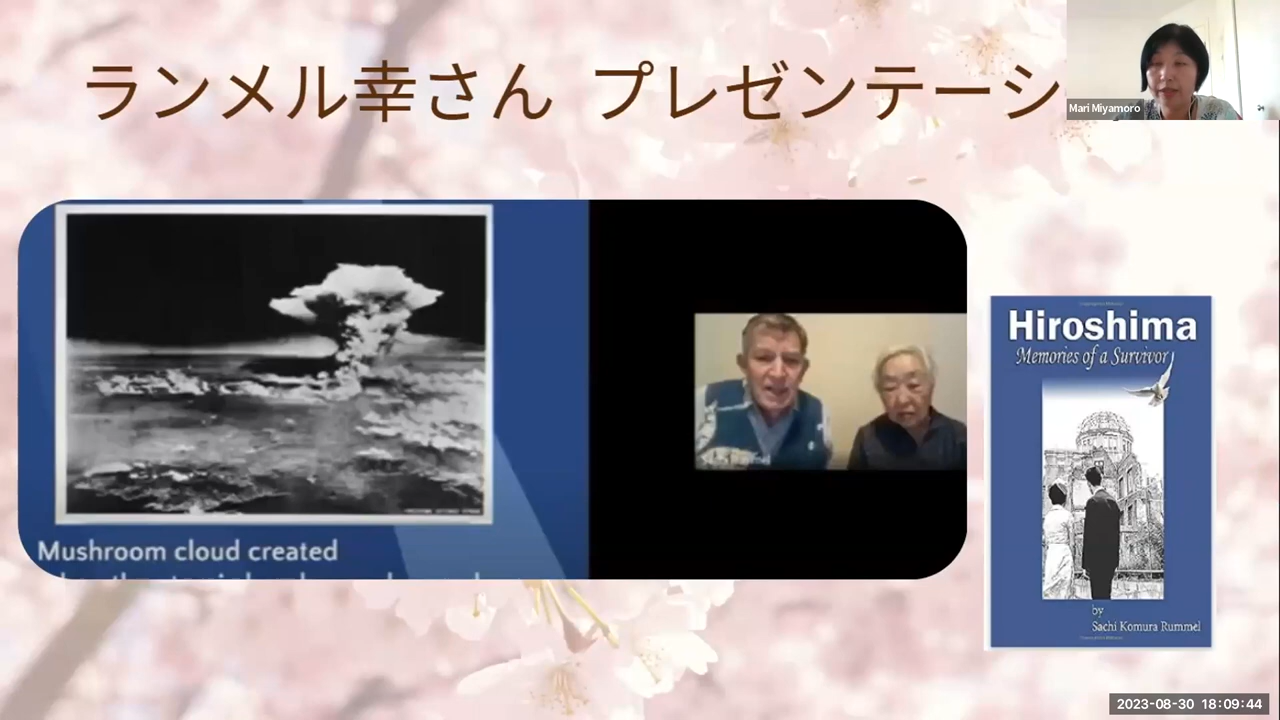 ランメル幸さん プレゼンテーシ
Mari Miyamoro
Mushroom cloud created
Hiroshima
Memories of a Survivor
by
Sachi Komura Rummel
2023-08-30 18:09:44